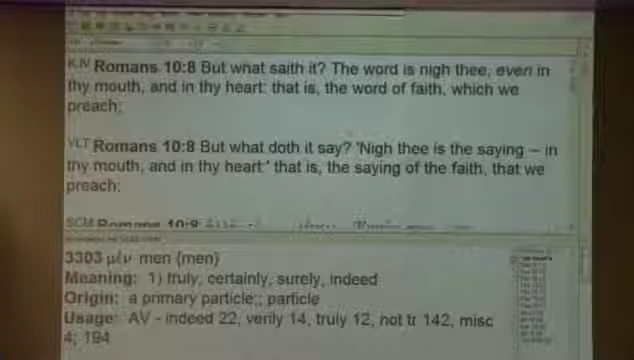 KJV Romans 10:8 But what saith it? The word is nigh thee, even in
thy mouth, and in thy heart: that is, the word of faith, which we
preach;
YLT Romans 10:8 But what doth it say? 'Nigh thee is the saying -- in
thy mouth, and in thy heart:' that is, the saying of the faith, that we
preach;
Romans 10:8
3303 μέν men {men}
Meaning: 1) truly, certainly, surely, indeed
Origin: a primary particle;; particle
Usage: AV - indeed 22, verily 14, truly 12, not tr 142, misc
4; 194